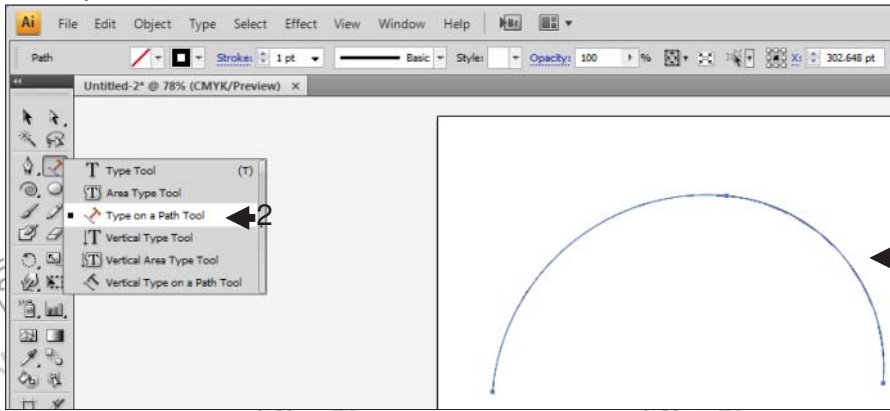 Ai File Edit Object Type Select Effect View Window Help Br
Path Stroke: 1 pt Basic Style: Opacity: 100 % X: 302.648 pt
Untitled-2* @ 78% (CMYK/Preview) ×
T Type Tool (T)
T Area Type Tool
Type on a Path Tool 2
T Vertical Type Tool
T Vertical Area Type Tool
Vertical Type on a Path Tool